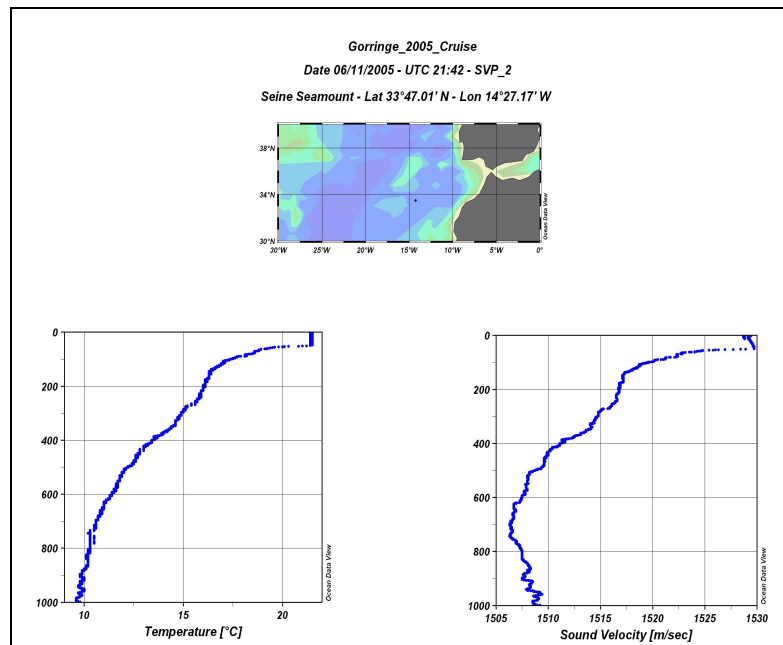 Gorringe_2005_Cruise
Date 06/11/2005 - UTC 21:42 - SVP_2
Seine Seamount - Lat 33°47.01' N - Lon 14°27.17' W
38°N
34°N
30°N
30°W 25°W 20°W 15°W 10°W 5°W 0°
Ocean Data View
0
200
400
600
800
1000
10 15 20
Temperature [°C]
Ocean Data View
0
200
400
600
800
1000
1505 1510 1515 1520 1525 1530
Sound Velocity [m/sec]
Ocean Data View